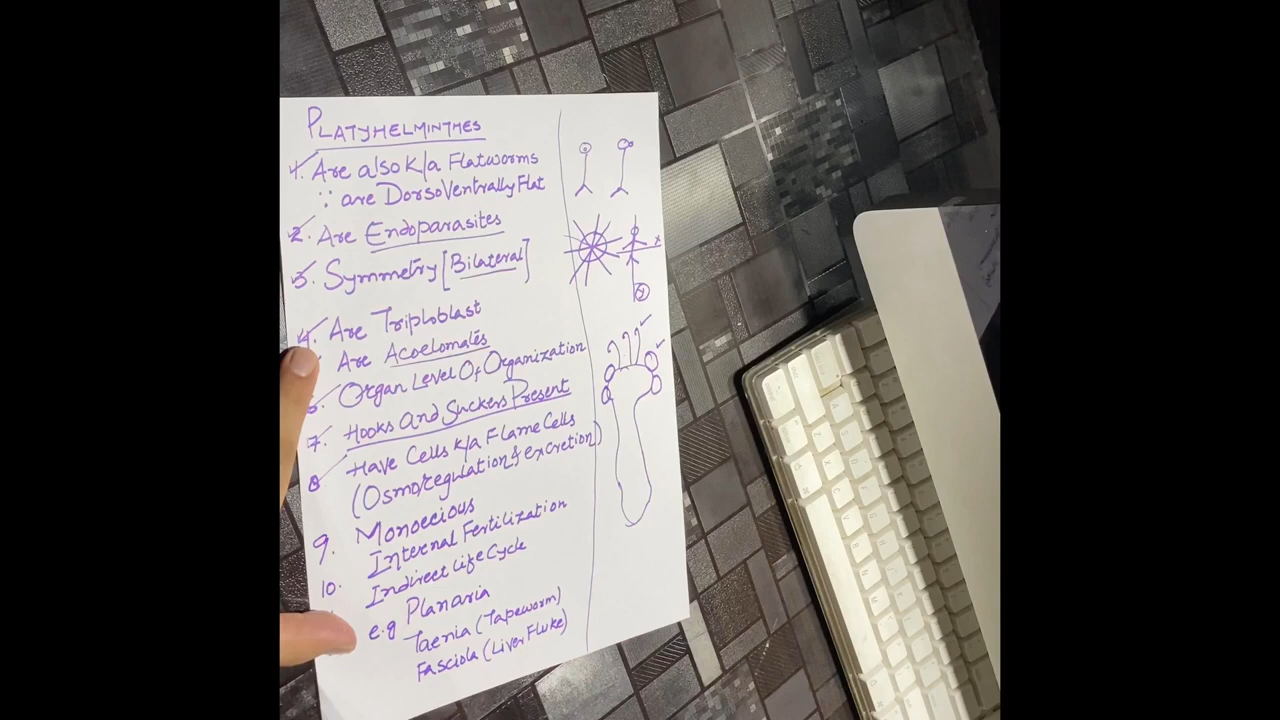 PLATYHELMINTHES
1. Are also k/a Flatworms
∵ are DorsoVentrally Flat
2. Are Endoparasites
3. Symmetry [Bilateral]
4. Are Triploblast
Are Acoelomates
Organ Level Of Organization
7. Hooks And Suckers Present
8 Have Cells k/a Flame Cells
(Osmoregulation & excretion)
9. Monoecious
Internal Fertilization
10. Indirect Life Cycle
e.g Planaria
Taenia (Tapeworm)
Fasciola (Liver Fluke)
x
y